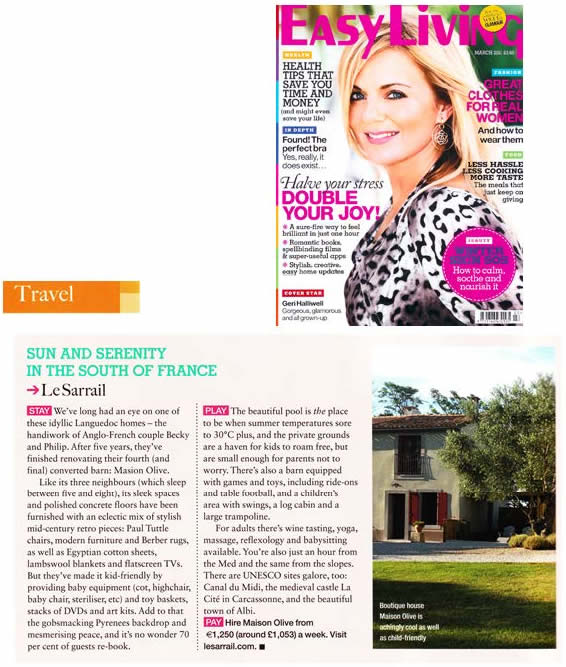 EASY LIVING
MARCH 2011 £3.40
HEALTH
HEALTH
TIPS THAT
SAVE YOU
TIME AND
MONEY
(and might even
save your life)
IN DEPTH
Found! The
perfect bra
Yes, really, it
does exist…
Halve your stress
DOUBLE
YOUR JOY!
A sure-fire way to feel
brilliant in just one hour
Romantic books,
spellbinding films
& super-useful apps
Stylish, creative,
easy home updates
COVER STAR
Geri Halliwell
Gorgeous, glamorous
and all grown-up
FASHION
GREAT
CLOTHES
FOR REAL
WOMEN
And how to
wear them
FOOD
LESS HASSLE
LESS COOKING
MORE TASTE
The meals that
just keep on
giving
BEAUTY
WINTER
SKIN SOS
How to calm,
soothe and
nourish it
Travel
SUN AND SERENITY
IN THE SOUTH OF FRANCE
→ Le Sarrail
STAY We've long had an eye on one of
these idyllic Languedoc homes – the
handiwork of Anglo-French couple Becky
and Philip. After five years, they've
finished renovating their fourth (and
final) converted barn: Masion Olive.
Like its three neighbours (which sleep
between five and eight), its sleek spaces
and polished concrete floors have been
furnished with an eclectic mix of stylish
mid-century retro pieces: Paul Tuttle
chairs, modern furniture and Berber rugs,
as well as Egyptian cotton sheets,
lambswool blankets and flatscreen TVs.
But they've made it kid-friendly by
providing baby equipment (cot, highchair,
baby chair, steriliser, etc) and toy baskets,
stacks of DVDs and art kits. Add to that
the gobsmacking Pyrenees backdrop and
mesmerising peace, and it's no wonder 70
per cent of guests re-book.
PLAY The beautiful pool is the place
to be when summer temperatures sore
to 30°C plus, and the private grounds
are a haven for kids to roam free, but
are small enough for parents not to
worry. There's also a barn equipped
with games and toys, including ride-ons
and table football, and a children's
area with swings, a log cabin and a
large trampoline.
For adults there's wine tasting, yoga,
massage, reflexology and babysitting
available. You're also just an hour from
the Med and the same from the slopes.
There are UNESCO sites galore, too:
Canal du Midi, the medieval castle La
Cité in Carcassonne, and the beautiful
town of Albi.
PAY Hire Maison Olive from
€1,250 (around £1,053) a week. Visit
lesarrail.com. ■
Boutique house
Maison Olive is
achingly cool as well
as child-friendly